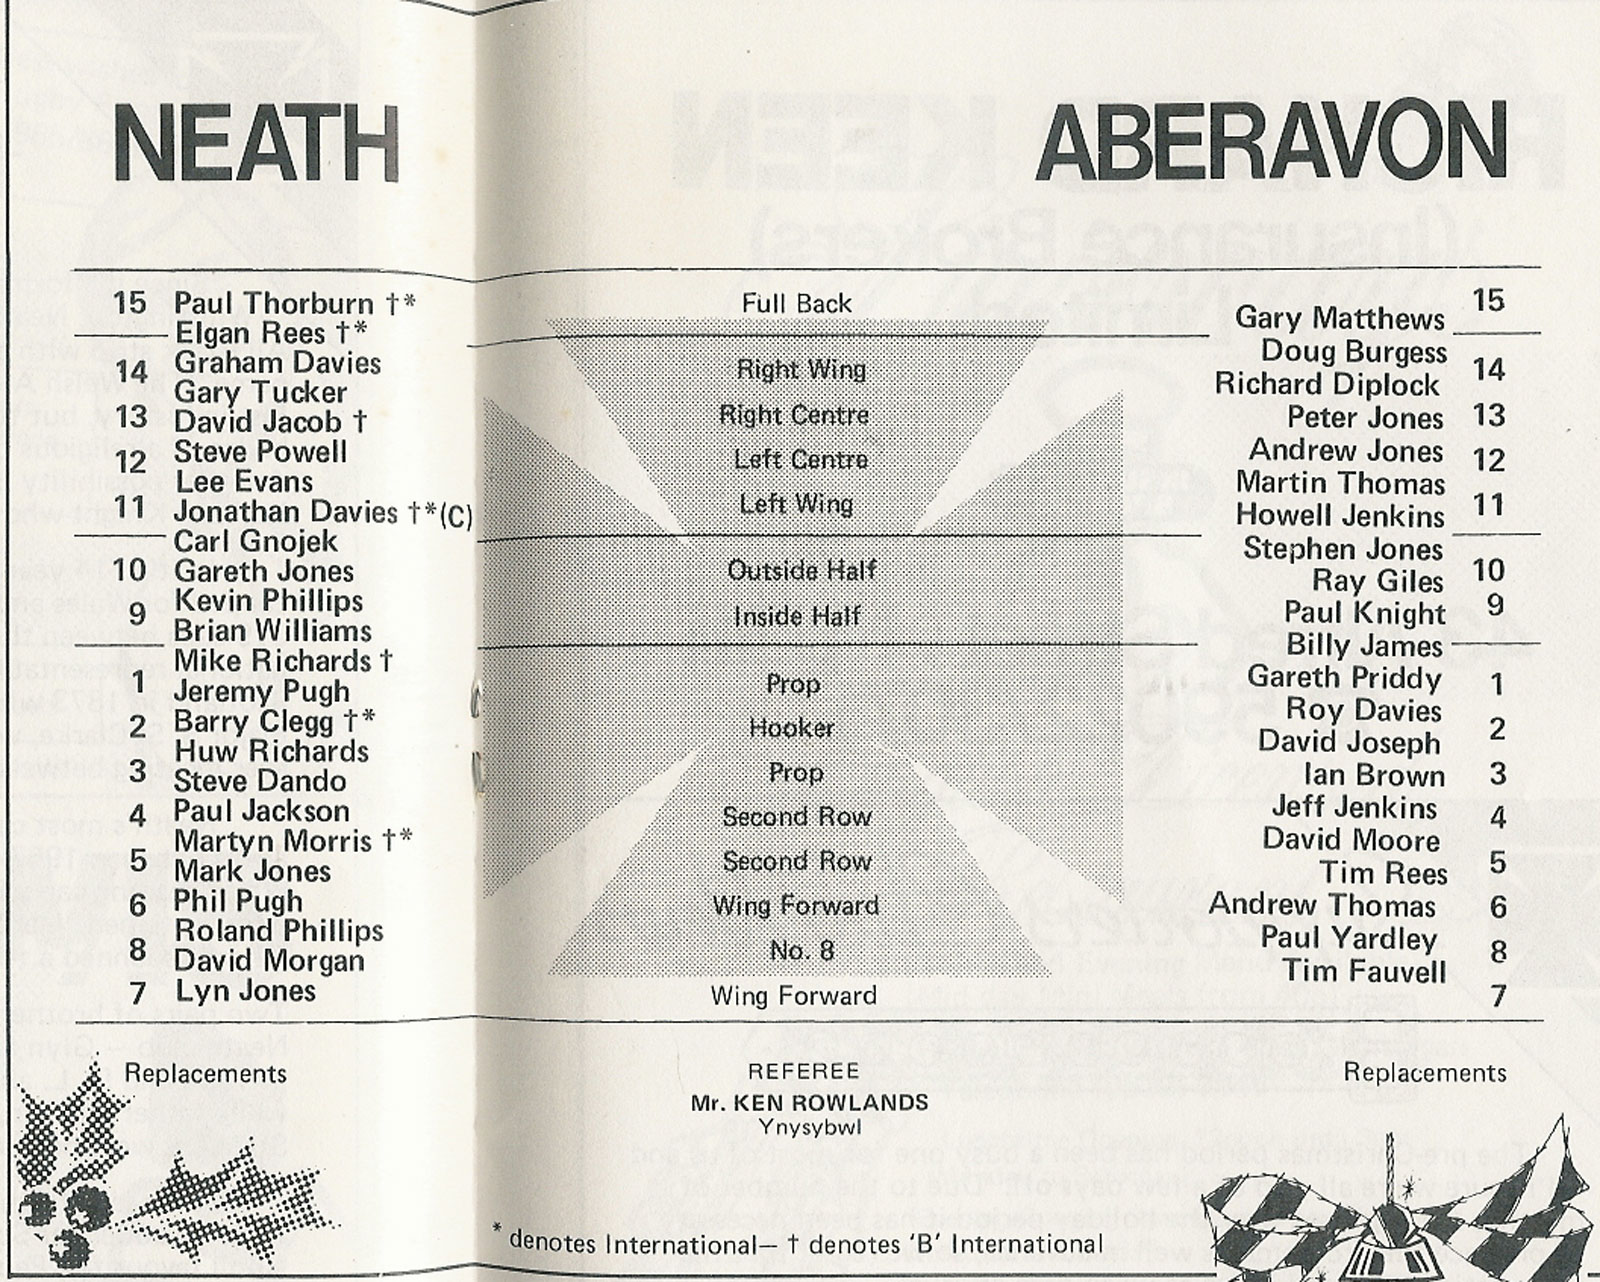 NEATH
ABERAVON
15 Paul Thorburn †*
Elgan Rees †*
14 Graham Davies
Gary Tucker
13 David Jacob †
Steve Powell
12 Lee Evans
11 Jonathan Davies †*(C)
Carl Gnojek
10 Gareth Jones
9 Kevin Phillips
Brian Williams
Mike Richards †
1 Jeremy Pugh
2 Barry Clegg †*
Huw Richards
3 Steve Dando
4 Paul Jackson
Martyn Morris †*
5 Mark Jones
6 Phil Pugh
Roland Phillips
8 David Morgan
7 Lyn Jones
Full Back
Right Wing
Right Centre
Left Centre
Left Wing
Outside Half
Inside Half
Prop
Hooker
Prop
Second Row
Second Row
Wing Forward
No. 8
Wing Forward
Gary Matthews 15
Doug Burgess
Richard Diplock 14
Peter Jones 13
Andrew Jones 12
Martin Thomas
Howell Jenkins 11
Stephen Jones
Ray Giles 10
Paul Knight 9
Billy James
Gareth Priddy 1
Roy Davies
David Joseph 2
Ian Brown 3
Jeff Jenkins 4
David Moore
Tim Rees 5
Andrew Thomas 6
Paul Yardley 8
Tim Fauvell
7
Replacements
REFEREE
Mr. KEN ROWLANDS
Ynysybwl
Replacements
* denotes International— † denotes 'B' International